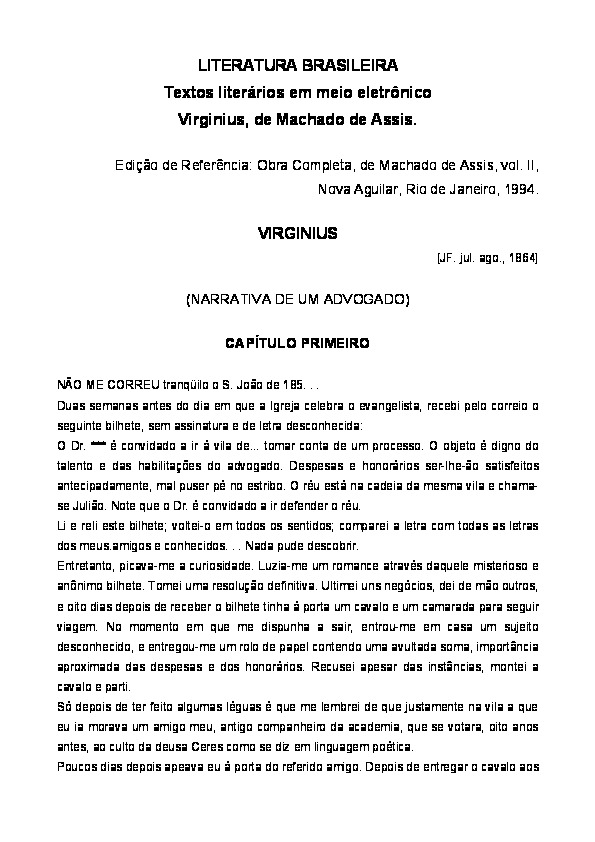 LITERATURA BRASILEIRA
Textos literários em meio eletrônico
Virginius, de Machado de Assis.
Edição de Referência: Obra Completa, de Machado de Assis, vol. II,
Nova Aguilar, Rio de Janeiro, 1994.
VIRGINIUS
[JF. jul. ago., 1864]
(NARRATIVA DE UM ADVOGADO)
CAPÍTULO PRIMEIRO
NÃO ME CORREU tranqüilo o S. João de 185. . .
Duas semanas antes do dia em que a Igreja celebra o evangelista, recebi pelo correio o
seguinte bilhete, sem assinatura e de letra desconhecida:
O Dr. *** é convidado a ir à vila de... tomar conta de um processo. O objeto é digno do
talento e das habilitações do advogado. Despesas e honorários ser-lhe-ão satisfeitos
antecipadamente, mal puser pé no estribo. O réu está na cadeia da mesma vila e chama-
se Julião. Note que o Dr. é convidado a ir defender o réu.
Li e reli este bilhete; voltei-o em todos os sentidos; comparei a letra com todas as letras
dos meus.amigos e conhecidos. . . Nada pude descobrir.
Entretanto, picava-me a curiosidade. Luzia-me um romance através daquele misterioso e
anônimo bilhete. Tomei uma resolução definitiva. Ultimei uns negócios, dei de mão outros,
e oito dias depois de receber o bilhete tinha à porta um cavalo e um camarada para seguir
viagem. No momento em que me dispunha a sair, entrou-me em casa um sujeito
desconhecido, e entregou-me um rolo de papel contendo uma avultada soma, importância
aproximada das despesas e dos honorários. Recusei apesar das instâncias, montei a
cavalo e parti.
Só depois de ter feito algumas léguas é que me lembrei de que justamente na vila a que
eu ia morava um amigo meu, antigo companheiro da academia, que se votara, oito anos
antes, ao culto da deusa Ceres como se diz em linguagem poética.
Poucos dias depois apeava eu à porta do referido amigo. Depois de entregar o cavalo aos